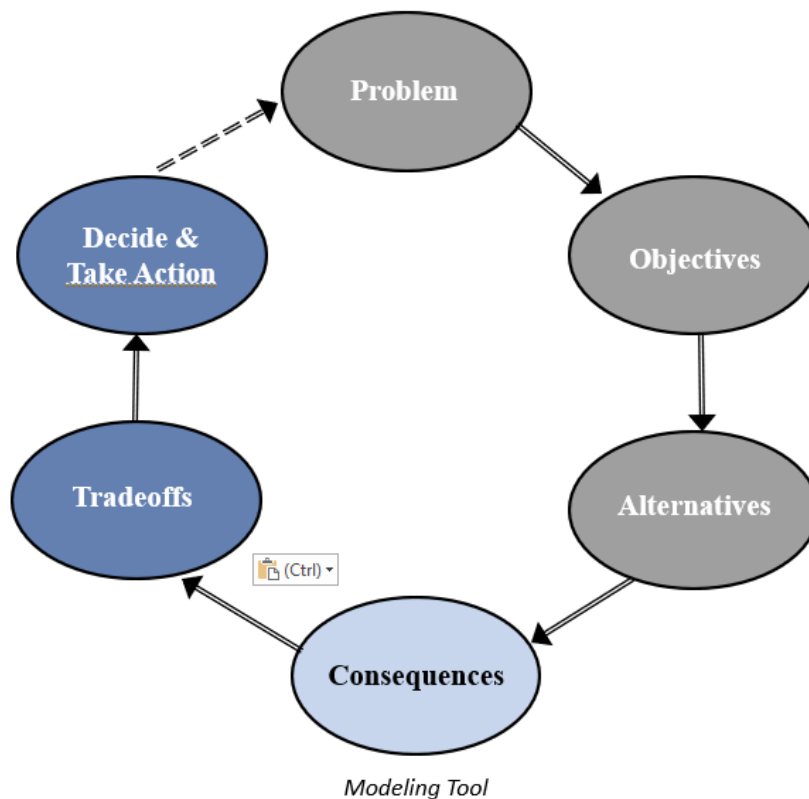 Problem
Objectives
Alternatives
Consequences
Tradeoffs
Decide &
Take Action
(Ctrl)
Modeling Tool